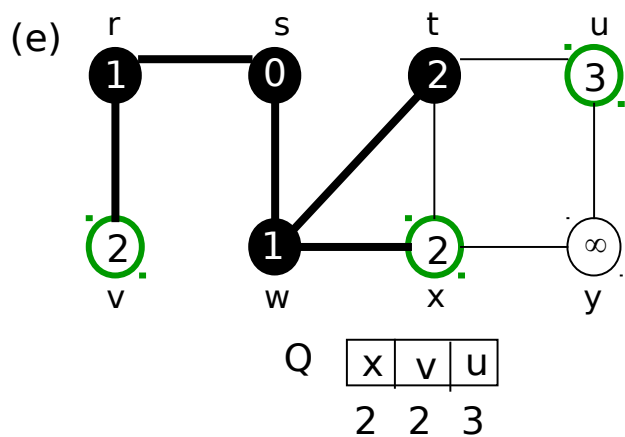 (e) r s t u
1 0 2 3
2 1 2 ∞
v w x y
Q x v u
2 2 3